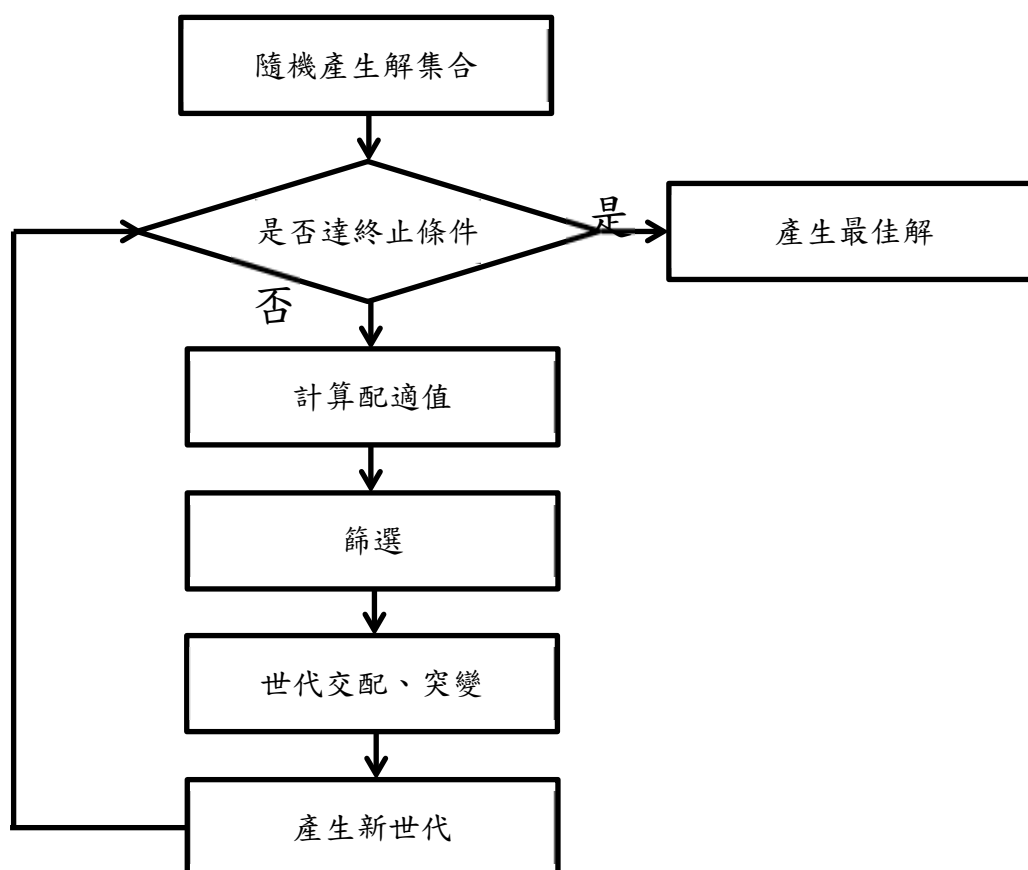 隨機產生解集合
是否達終止條件
是
產生最佳解
否
計算配適值
篩選
世代交配、突變
產生新世代